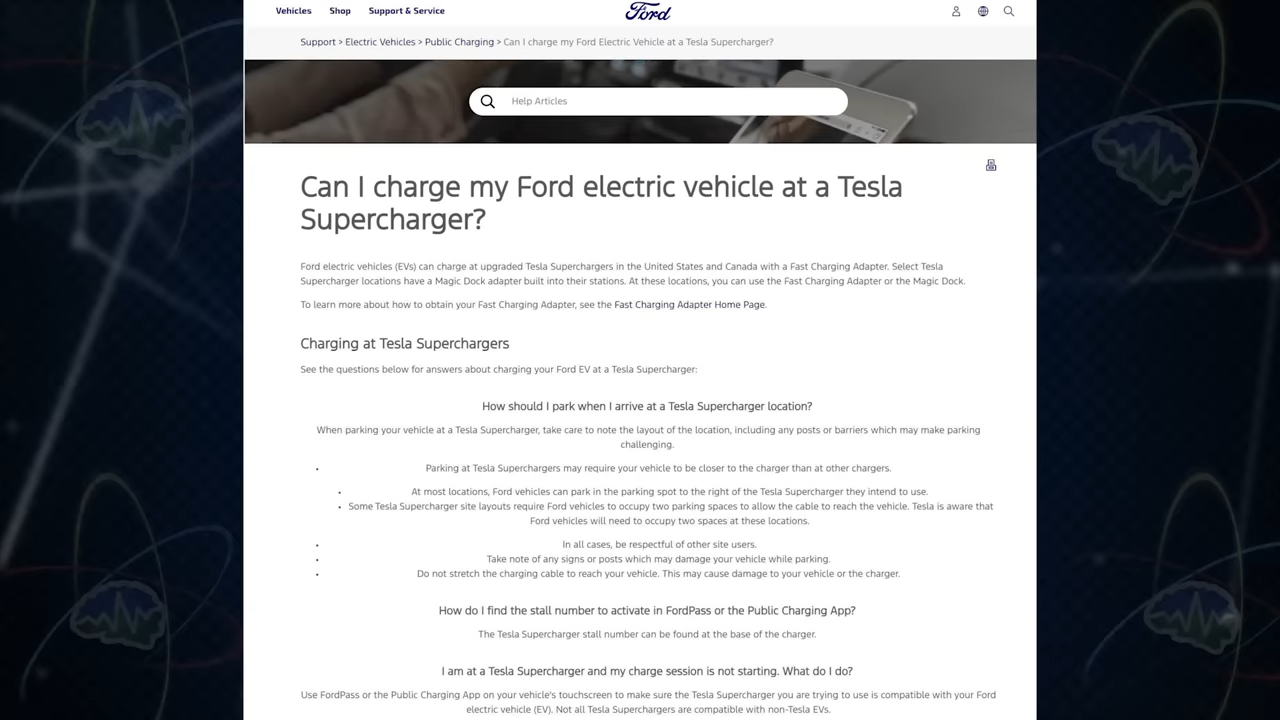 Vehicles Shop Support & Service Ford
Support > Electric Vehicles > Public Charging > Can I charge my Ford Electric Vehicle at a Tesla Supercharger?
Help Articles
Can I charge my Ford electric vehicle at a Tesla
Supercharger?
Ford electric vehicles (EVs) can charge at upgraded Tesla Superchargers in the United States and Canada with a Fast Charging Adapter. Select Tesla
Supercharger locations have a Magic Dock adapter built into their stations. At these locations, you can use the Fast Charging Adapter or the Magic Dock.
To learn more about how to obtain your Fast Charging Adapter, see the Fast Charging Adapter Home Page.
Charging at Tesla Superchargers
See the questions below for answers about charging your Ford EV at a Tesla Supercharger:
How should I park when I arrive at a Tesla Supercharger location?
When parking your vehicle at a Tesla Supercharger, take care to note the layout of the location, including any posts or barriers which may make parking
challenging.
• Parking at Tesla Superchargers may require your vehicle to be closer to the charger than at other chargers.
• At most locations, Ford vehicles can park in the parking spot to the right of the Tesla Supercharger they intend to use.
• Some Tesla Supercharger site layouts require Ford vehicles to occupy two parking spaces to allow the cable to reach the vehicle. Tesla is aware that
Ford vehicles will need to occupy two spaces at these locations.
• In all cases, be respectful of other site users.
• Take note of any signs or posts which may damage your vehicle while parking.
• Do not stretch the charging cable to reach your vehicle. This may cause damage to your vehicle or the charger.
How do I find the stall number to activate in FordPass or the Public Charging App?
The Tesla Supercharger stall number can be found at the base of the charger.
I am at a Tesla Supercharger and my charge session is not starting. What do I do?
Use FordPass or the Public Charging App on your vehicle's touchscreen to make sure the Tesla Supercharger you are trying to use is compatible with your Ford
electric vehicle (EV). Not all Tesla Superchargers are compatible with non-Tesla EVs.